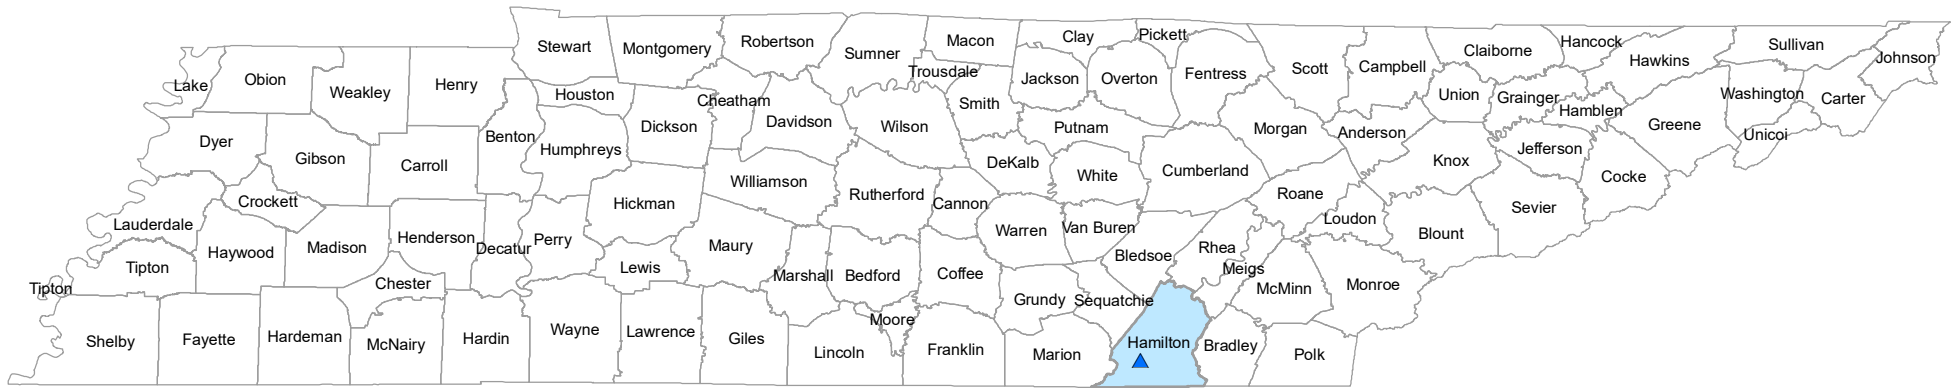 Stewart
Montgomery
Robertson
Sumner
Macon
Clay
Pickett
Trousdale
Jackson
Overton
Fentress
Scott
Campbell
Claiborne
Hancock
Hawkins
Sullivan
Johnson
Lake
Obion
Weakley
Henry
Houston
Cheatham
Dickson
Davidson
Wilson
Smith
Putnam
Morgan
Anderson
Union
Grainger
Hamblen
Greene
Washington
Carter
Unicoi
Dyer
Gibson
Carroll
Benton
Humphreys
Williamson
Rutherford
DeKalb
White
Cumberland
Roane
Knox
Jefferson
Cocke
Sevier
Crockett
Lauderdale
Haywood
Madison
Henderson
Decatur
Perry
Hickman
Maury
Cannon
Warren
Van Buren
Bledsoe
Rhea
Loudon
Blount
Tipton
Tipton
Chester
Lewis
Marshall
Bedford
Coffee
Grundy
Sequatchie
Meigs
McMinn
Monroe
Shelby
Fayette
Hardeman
McNairy
Hardin
Wayne
Lawrence
Giles
Lincoln
Moore
Franklin
Marion
Hamilton
Bradley
Polk